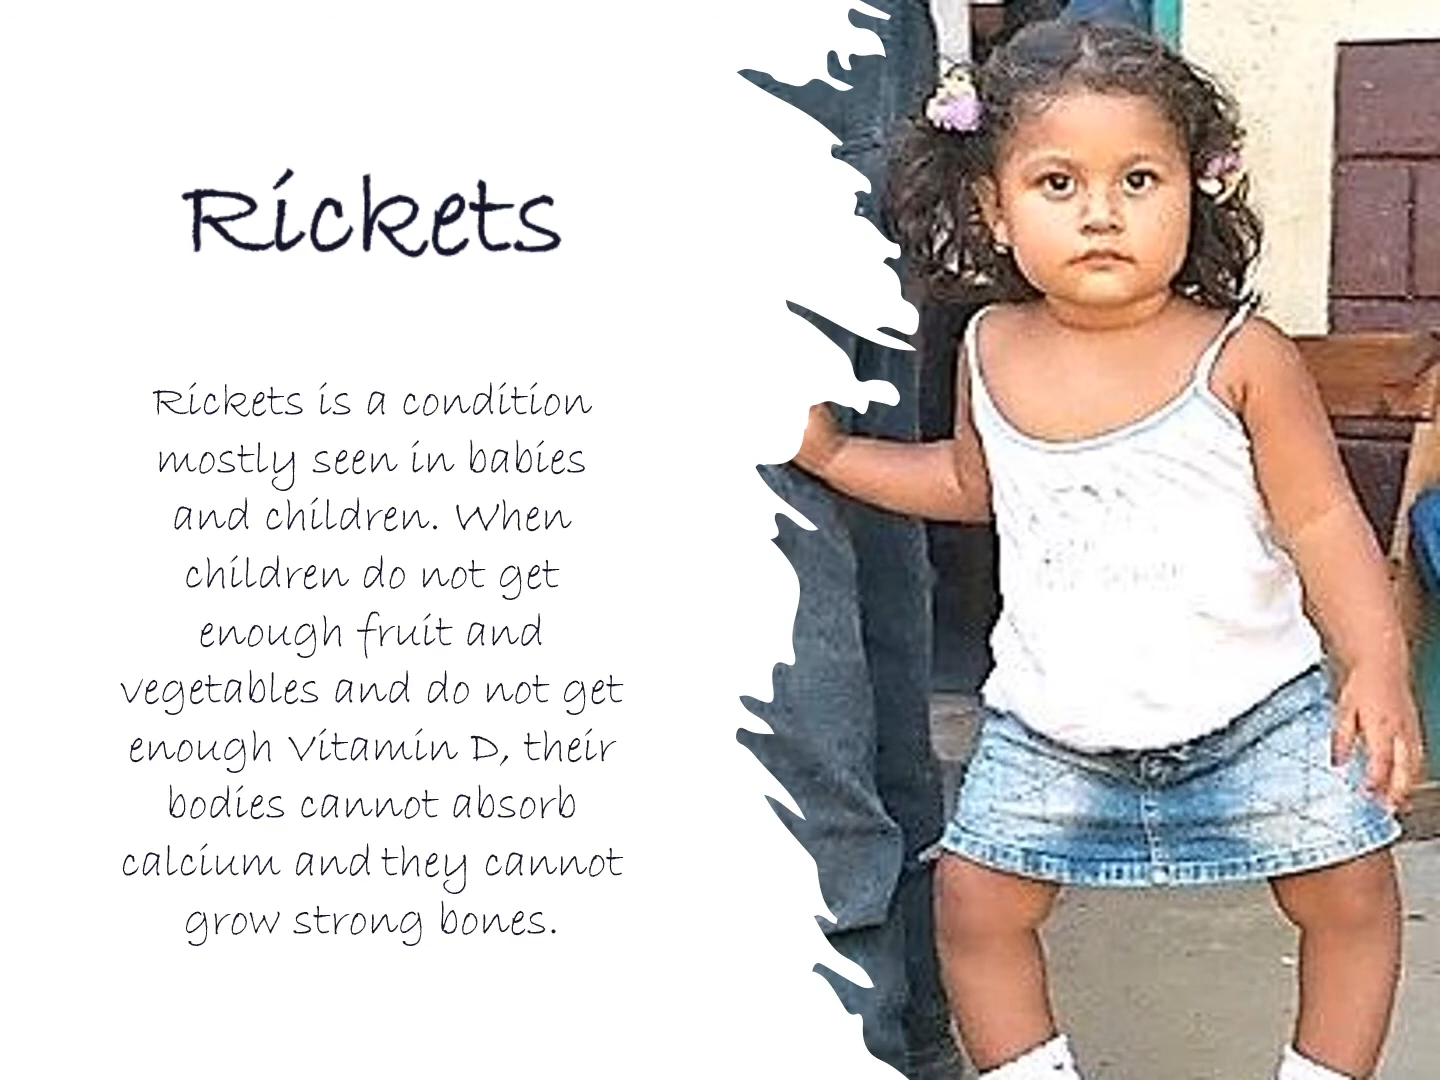 Rickets
Rickets is a condition
mostly seen in babies
and children. When
children do not get
enough fruit and
vegetables and do not get
enough Vitamin D, their
bodies cannot absorb
calcium and they cannot
grow strong bones.